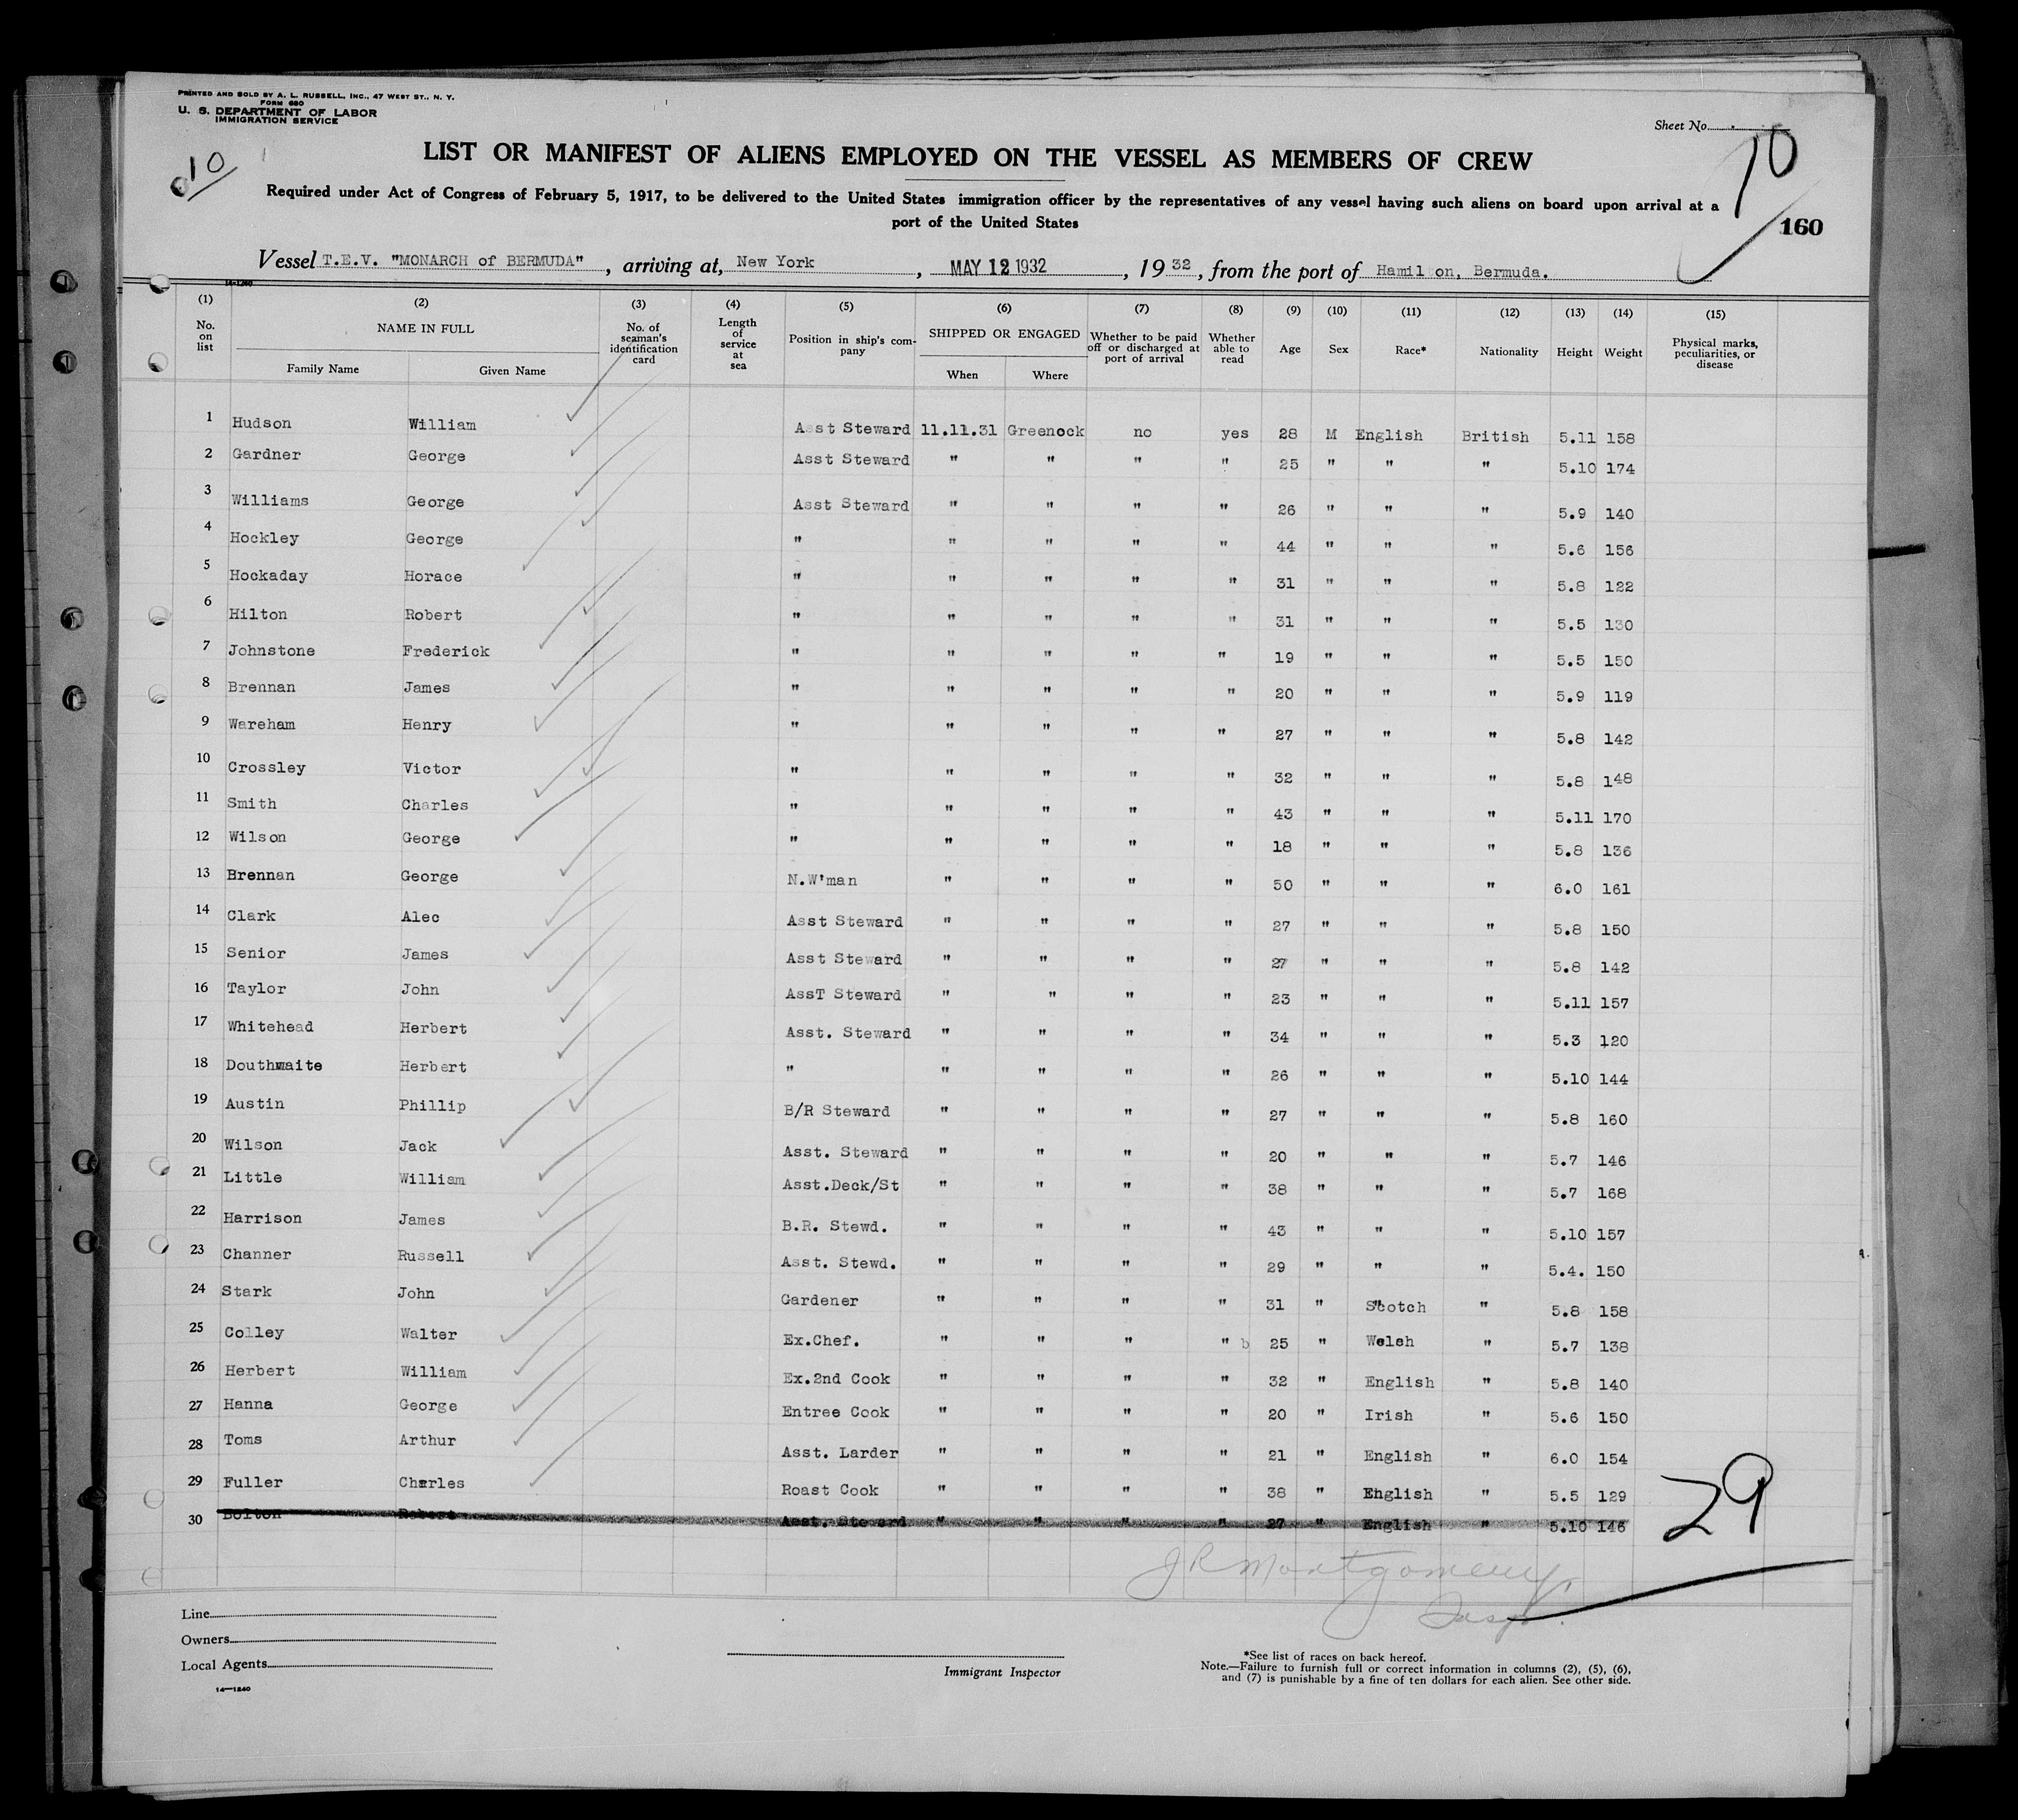 PRINTED AND SOLD BY A. L. RUSSELL, INC., 47 WEST ST., N. Y.
FORM 680
U. S. DEPARTMENT OF LABOR
IMMIGRATION SERVICE
Sheet No.
10
10
LIST OR MANIFEST OF ALIENS EMPLOYED ON THE VESSEL AS MEMBERS OF CREW
Required under Act of Congress of February 5, 1917, to be delivered to the United States immigration officer by the representatives of any vessel having such aliens on board upon arrival at a
port of the United States
160
Vessel T.E.V. "MONARCH of BERMUDA", arriving at, New York, MAY 12 1932, 1932, from the port of Hamilton, Bermuda.
14-1240
(1) (2) (3) (4) (5) (6) (7) (8) (9) (10) (11) (12) (13) (14) (15)
No. on list NAME IN FULL Family Name Given Name No. of seaman's identification card Length of service at sea Position in ship's company SHIPPED OR ENGAGED When Where Whether to be paid off or discharged at port of arrival Whether able to read Age Sex Race* Nationality Height Weight Physical marks, peculiarities, or disease
1 Hudson William Asst Steward 11.11.31 Greenock no yes 28 M English British 5.11 158
2 Gardner George Asst Steward " " " " 25 " " " 5.10 174
3 Williams George Asst Steward " " " " 26 " " " 5.9 140
4 Hockley George " " " " " 44 " " " 5.6 156
5 Hockaday Horace " " " " " 31 " " " 5.8 122
6 Hilton Robert " " " " " 31 " " " 5.5 130
7 Johnstone Frederick " " " " " 19 " " " 5.5 150
8 Brennan James " " " " " 20 " " " 5.9 119
9 Wareham Henry " " " " " 27 " " " 5.8 142
10 Crossley Victor " " " " " 32 " " " 5.8 148
11 Smith Charles " " " " " 43 " " " 5.11 170
12 Wilson George " " " " " 18 " " " 5.8 136
13 Brennan George N.W'man " " " " 50 " " " 6.0 161
14 Clark Alec Asst Steward " " " " 27 " " " 5.8 150
15 Senior James Asst Steward " " " " 27 " " " 5.8 142
16 Taylor John AssT Steward " " " " 23 " " " 5.11 157
17 Whitehead Herbert Asst. Steward " " " " 34 " " " 5.3 120
18 Douthwaite Herbert " " " " " 26 " " " 5.10 144
19 Austin Phillip B/R Steward " " " " 27 " " " 5.8 160
20 Wilson Jack Asst. Steward " " " " 20 " " " 5.7 146
21 Little William Asst.Deck/St " " " " 38 " " " 5.7 168
22 Harrison James B.R. Stewd. " " " " 43 " " " 5.10 157
23 Channer Russell Asst. Stewd. " " " " 29 " " " 5.4. 150
24 Stark John Gardener " " " " 31 " Scotch " 5.8 158
25 Colley Walter Ex.Chef. " " " " b 25 " Welsh " 5.7 138
26 Herbert William Ex.2nd Cook " " " " 32 " English " 5.8 140
27 Hanna George Entree Cook " " " " 20 " Irish " 5.6 150
28 Toms Arthur Asst. Larder " " " " 21 " English " 6.0 154
29 Fuller Charles Roast Cook " " " " 38 " English " 5.5 129
30 Bolton Robert Asst. Steward " " " " 27 " English " 5.10 146
29
J R Montgomery
Line
Owners
Local Agents
14—1240
Immigrant Inspector
*See list of races on back hereof.
Note.—Failure to furnish full or correct information in columns (2), (5), (6),
and (7) is punishable by a fine of ten dollars for each alien. See other side.